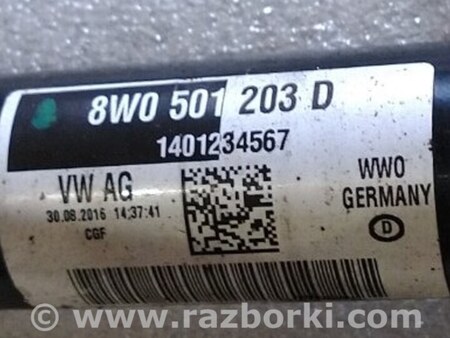 8W0 501 203 D
1401234567
VW AG
30.08.2016 14:37:41
CGF
WWO
GERMANY
D
www.razborki.com